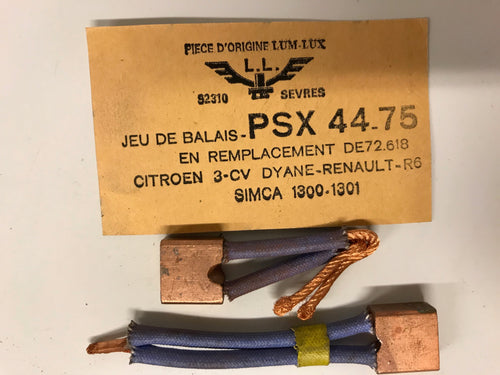 PIECE D'ORIGINE LUM-LUX
L.L.
92310 SEVRES
JEU DE BALAIS-PSX 44-75
EN REMPLACEMENT DE72.618
CITROEN 3-CV DYANE-RENAULT-R6
SIMCA 1300-1301